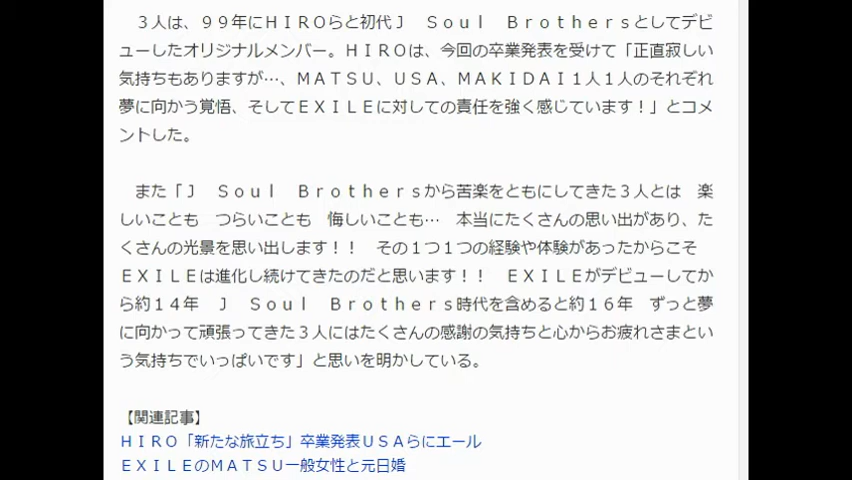 ３人は、９９年にＨＩＲＯらと初代Ｊ　Ｓｏｕｌ　Ｂｒｏｔｈｅｒｓとしてデビ
ューしたオリジナルメンバー。ＨＩＲＯは、今回の卒業発表を受けて「正直寂しい
気持ちもありますが…、ＭＡＴＳＵ、ＵＳＡ、ＭＡＫＩＤＡＩ１人１人のそれぞれ
夢に向かう覚悟、そしてＥＸＩＬＥに対しての責任を強く感じています！」とコメ
ントした。
また「Ｊ　Ｓｏｕｌ　Ｂｒｏｔｈｅｒｓから苦楽をともにしてきた３人とは　楽
しいことも　つらいことも　悔しいことも…　本当にたくさんの思い出があり、た
くさんの光景を思い出します！！　その１つ１つの経験や体験があったからこそ
ＥＸＩＬＥは進化し続けてきたのだと思います！！　ＥＸＩＬＥがデビューしてか
ら約１４年　Ｊ　Ｓｏｕｌ　Ｂｒｏｔｈｅｒｓ時代を含めると約１６年　ずっと夢
に向かって頑張ってきた３人にはたくさんの感謝の気持ちと心からお疲れさまとい
う気持ちでいっぱいです」と思いを明かしている。
【関連記事】
ＨＩＲＯ「新たな旅立ち」卒業発表ＵＳＡらにエール
ＥＸＩＬＥのＭＡＴＳＵ一般女性と元日婚